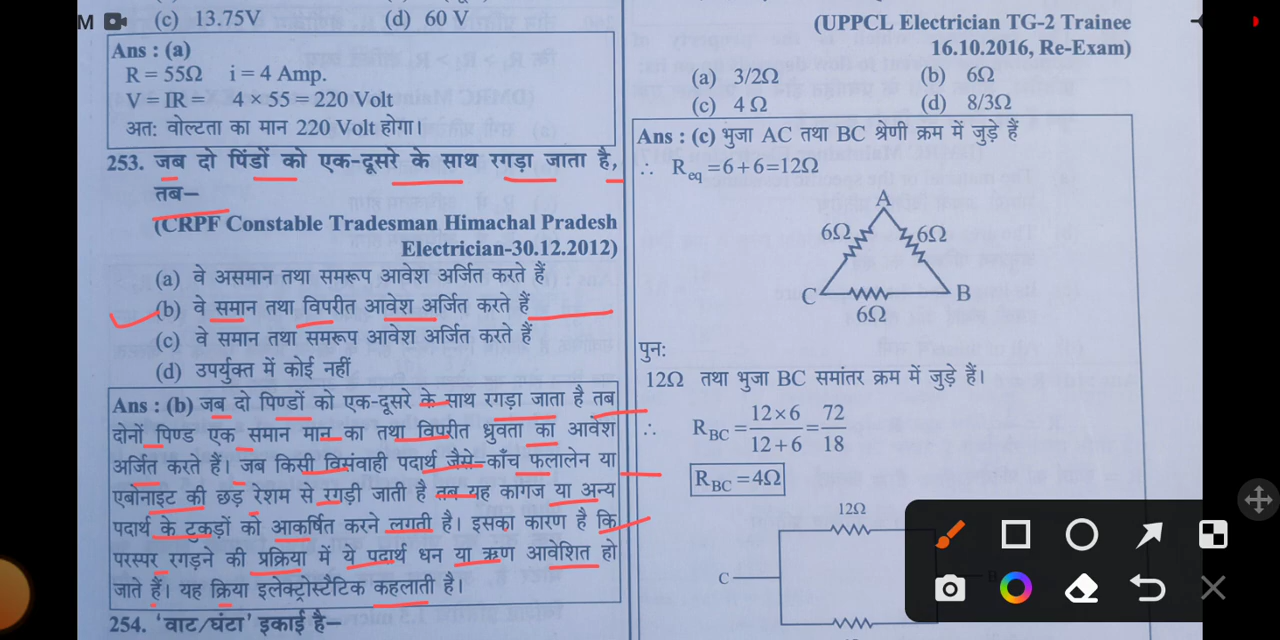 (c) 13.75V (d) 60 V
Ans : (a)
R = 55Ω i = 4 Amp.
V = IR = 4 × 55 = 220 Volt
अत: वोल्टता का मान 220 Volt होगा।
253. जब दो पिंडों को एक-दूसरे के साथ रगड़ा जाता है,
तब–
(CRPF Constable Tradesman Himachal Pradesh
Electrician-30.12.2012)
(a) वे असमान तथा समरूप आवेश अर्जित करते हैं
(b) वे समान तथा विपरीत आवेश अर्जित करते हैं
(c) वे समान तथा समरूप आवेश अर्जित करते हैं
(d) उपर्युक्त में कोई नहीं
Ans : (b) जब दो पिण्डों को एक-दूसरे के साथ रगड़ा जाता है तब
दोनों पिण्ड एक समान मान का तथा विपरीत ध्रुवता का आवेश
अर्जित करते हैं। जब किसी विसंवाही पदार्थ जैसे–काँच फलालेन या
एबोनाइट की छड़ रेशम से रगड़ी जाती है तब यह कागज या अन्य
पदार्थ के टुकड़ों को आकर्षित करने लगती है। इसका कारण है कि
परस्पर रगड़ने की प्रक्रिया में ये पदार्थ धन या ऋण आवेशित हो
जाते हैं। यह क्रिया इलेक्ट्रोस्टैटिक कहलाती है।
254. 'वाट/घंटा' इकाई है–
(UPPCL Electrician TG-2 Trainee
16.10.2016, Re-Exam)
(a) 3/2Ω (b) 6Ω
(c) 4 Ω (d) 8/3Ω
Ans : (c) भुजा AC तथा BC श्रेणी क्रम में जुड़े हैं
∴ Req = 6 + 6 = 12Ω
A
6Ω 6Ω
C B
6Ω
पुन:
12Ω तथा भुजा BC समांतर क्रम में जुड़े हैं।
∴ RBC = 12×6/12+6 = 72/18
RBC = 4Ω
12Ω
C